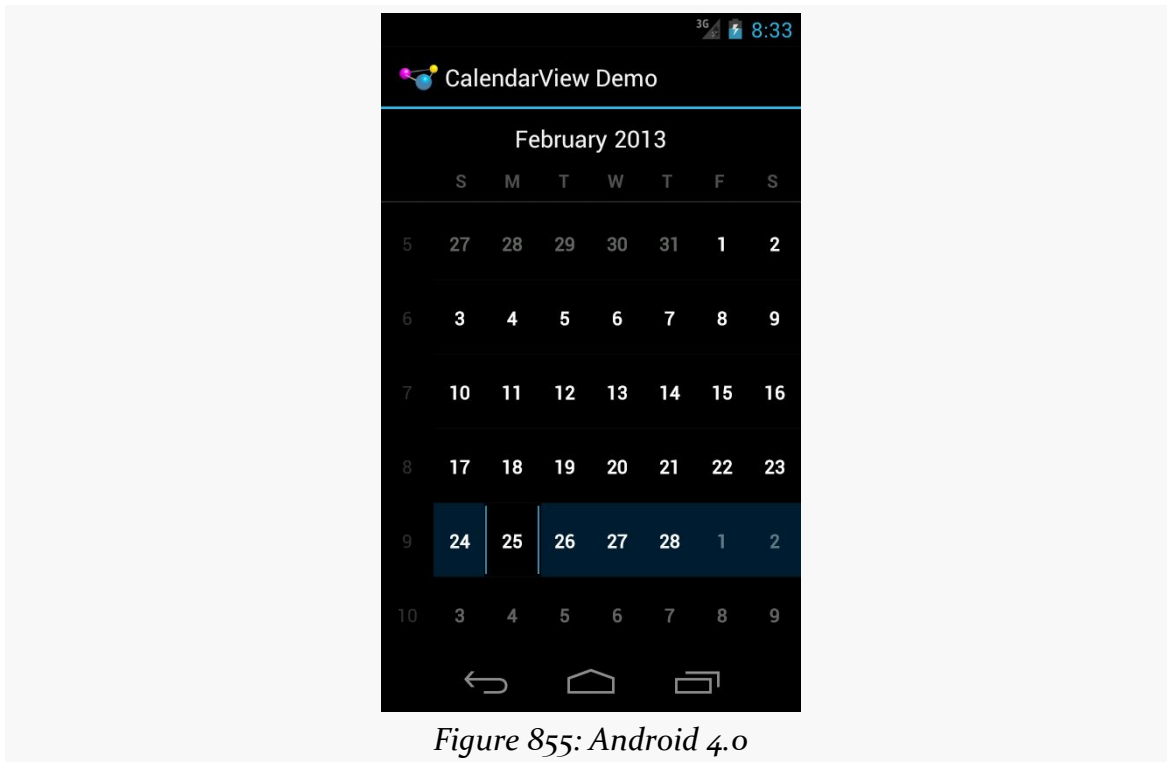 3G 8:33
CalendarView Demo
February 2013
S M T W T F S
5 27 28 29 30 31 1 2
6 3 4 5 6 7 8 9
7 10 11 12 13 14 15 16
8 17 18 19 20 21 22 23
9 24 25 26 27 28 1 2
10 3 4 5 6 7 8 9
Figure 855: Android 4.0